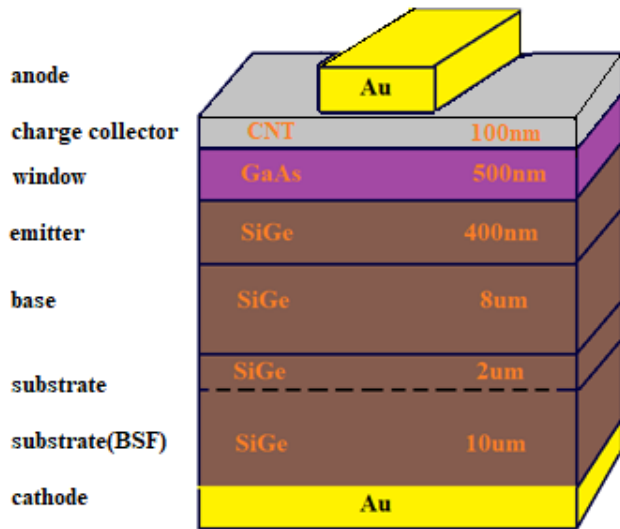 anode Au
charge collector CNT 100nm
window GaAs 500nm
emitter SiGe 400nm
base SiGe 8um
substrate SiGe 2um
substrate(BSF) SiGe 10um
cathode Au